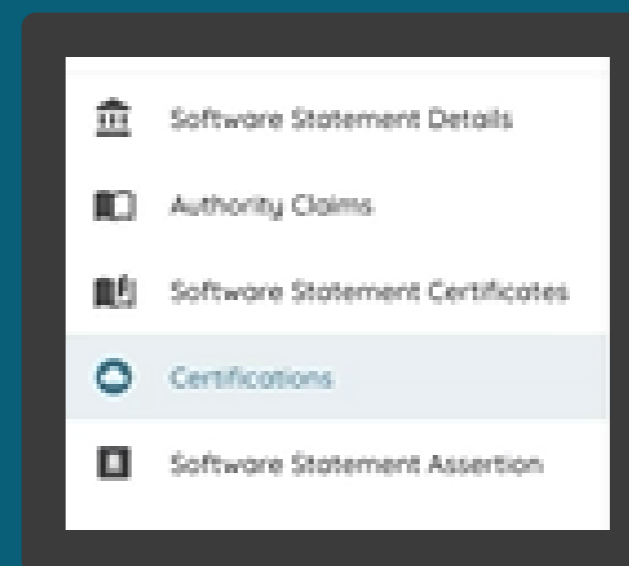 Software Statement Details
Authority Claims
Software Statement Certificates
Certifications
Software Statement Assertion